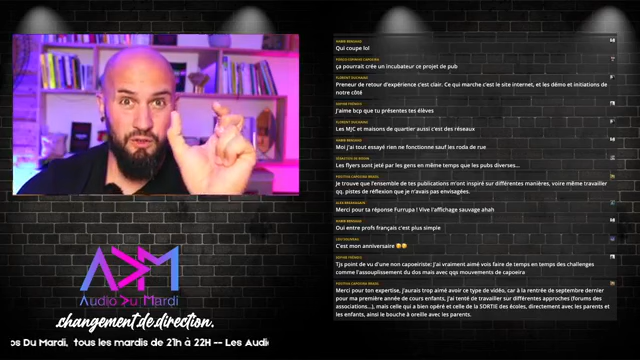 Qui coupe lol
ça pourrait crée un incubateur ce projet de pub
Preneur de retour d'expérience c'est clair. Ce qui marche c'est le site internet, et les démo et initiations de
notre côté
J'aime bcp que tu présentes tes élèves
Les MJC et maisons de quartier aussi c'est des réseaux
Moi j'ai tout essayé rien ne fonctionne sauf les roda de rue
Les flyers sont jeté par les gens en même temps que les pubs diverses...
Je trouve que l'ensemble de tes publications m'ont inspiré sur différentes manières, voire même travailler
qq. pistes de réflexion que je n'avais pas envisagées.
Merci pour ta réponse Furrupa ! Vive l'affichage sauvage ahah
Oui entre profs français c'est plus simple
C'est mon anniversaire
Tjs point de vu d'une non capoeiriste: j'ai vraiment aimé vois faire de temps en temps des challenges
comme l'assouplissement du dos mais avec qqs mouvements de capoeira
Merci pour ton expertise, j'aurais trop aimé avoir ce type de vidéo, car à la rentrée de septembre dernier
pour ma première année de cours enfants, j'ai tenté de travailler sur différentes approches (forums des
associations...), mais celle qui a bien opéré et celle de la SORTIE des écoles, directement avec les parents et
les enfants, ainsi le bouche à oreille avec les parents.
Audio Du Mardi
.changement.de.direction.
os Du Mardi, tous les mardis de 21h à 22H -- Les Audio